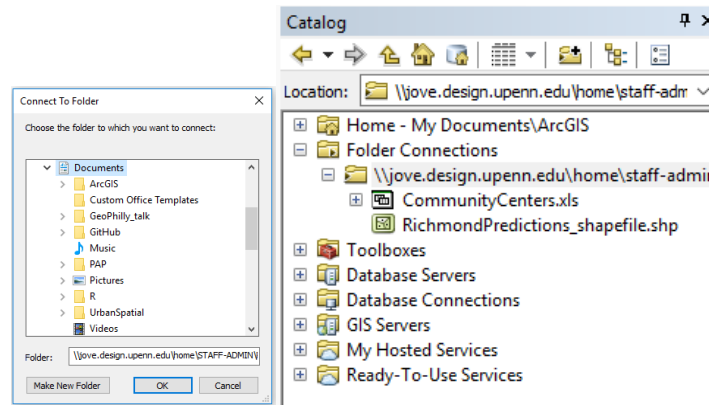 Connect To Folder
Choose the folder to which you want to connect:
Documents
ArcGIS
Custom Office Templates
GeoPhilly_talk
GitHub
Music
PAP
Pictures
R
UrbanSpatial
Videos
Folder: \\jove.design.upenn.edu\home\STAFF-ADMIN\
Make New Folder OK Cancel
Catalog
Location: \\jove.design.upenn.edu\home\staff-adm
Home - My Documents\ArcGIS
Folder Connections
\\jove.design.upenn.edu\home\staff-admin
CommunityCenters.xls
RichmondPredictions_shapefile.shp
Toolboxes
Database Servers
Database Connections
GIS Servers
My Hosted Services
Ready-To-Use Services